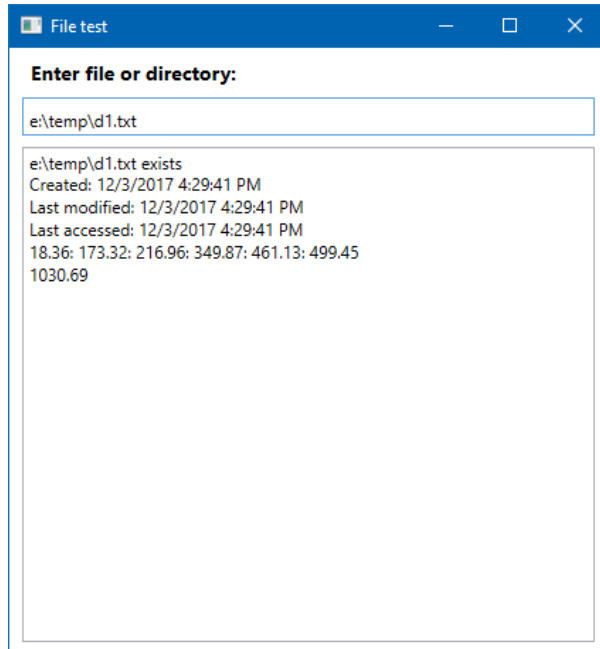 File test
Enter file or directory:
e:\temp\d1.txt
e:\temp\d1.txt exists
Created: 12/3/2017 4:29:41 PM
Last modified: 12/3/2017 4:29:41 PM
Last accessed: 12/3/2017 4:29:41 PM
18.36: 173.32: 216.96: 349.87: 461.13: 499.45
1030.69